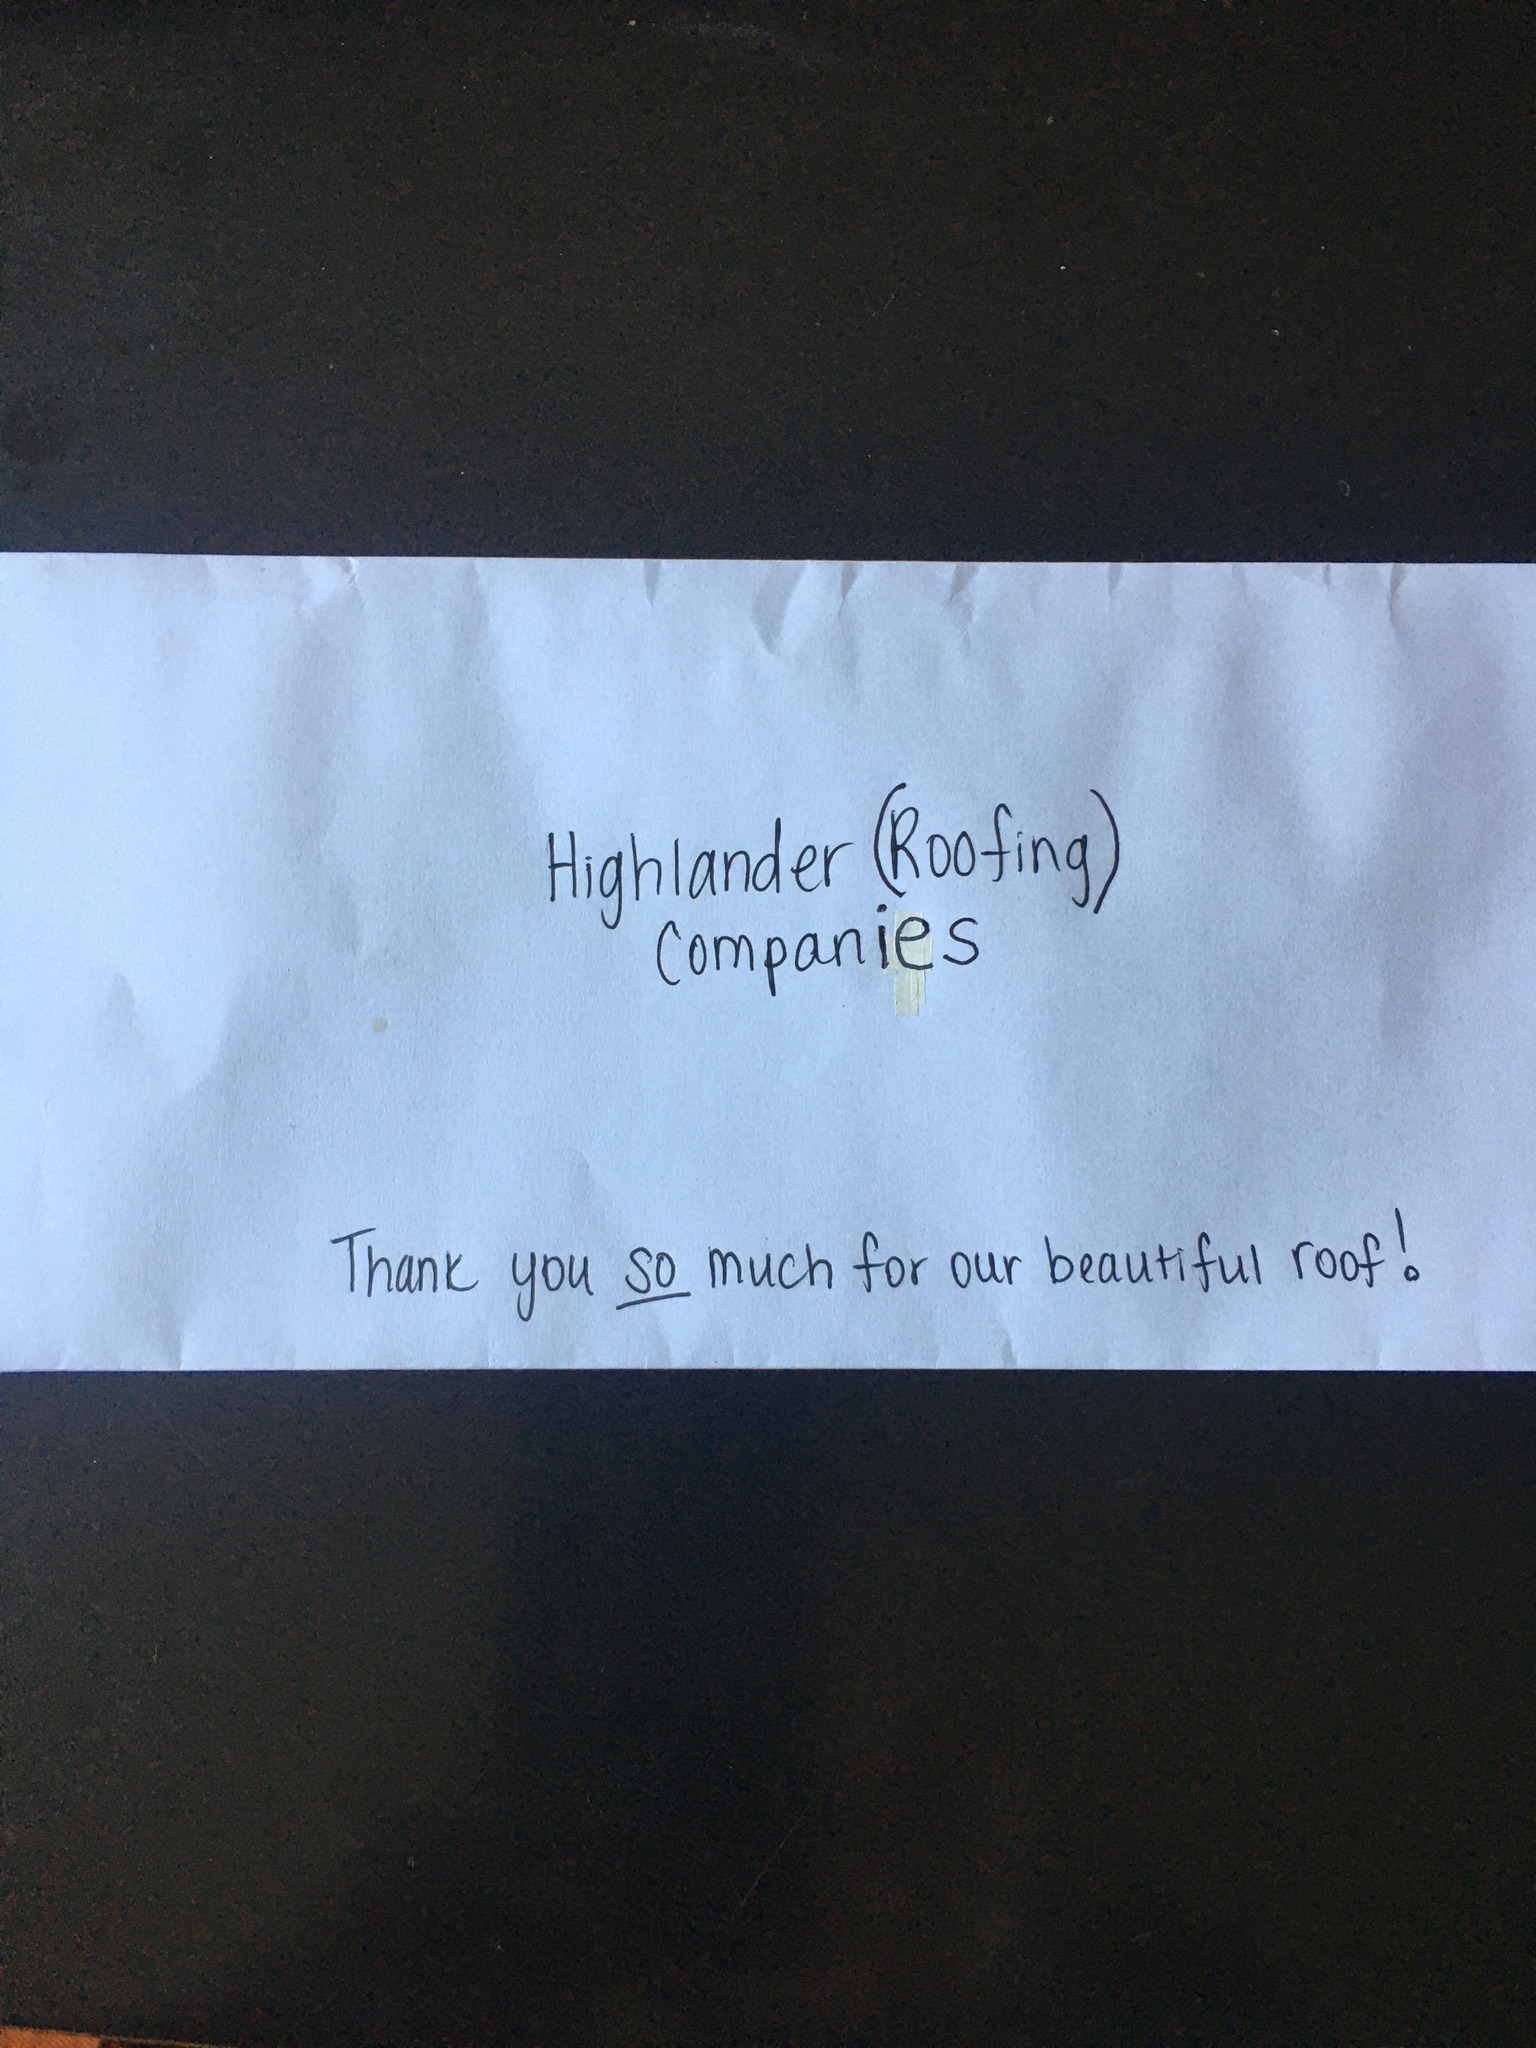 Highlander (Roofing)
Companies
Thank you so much for our beautiful roof!